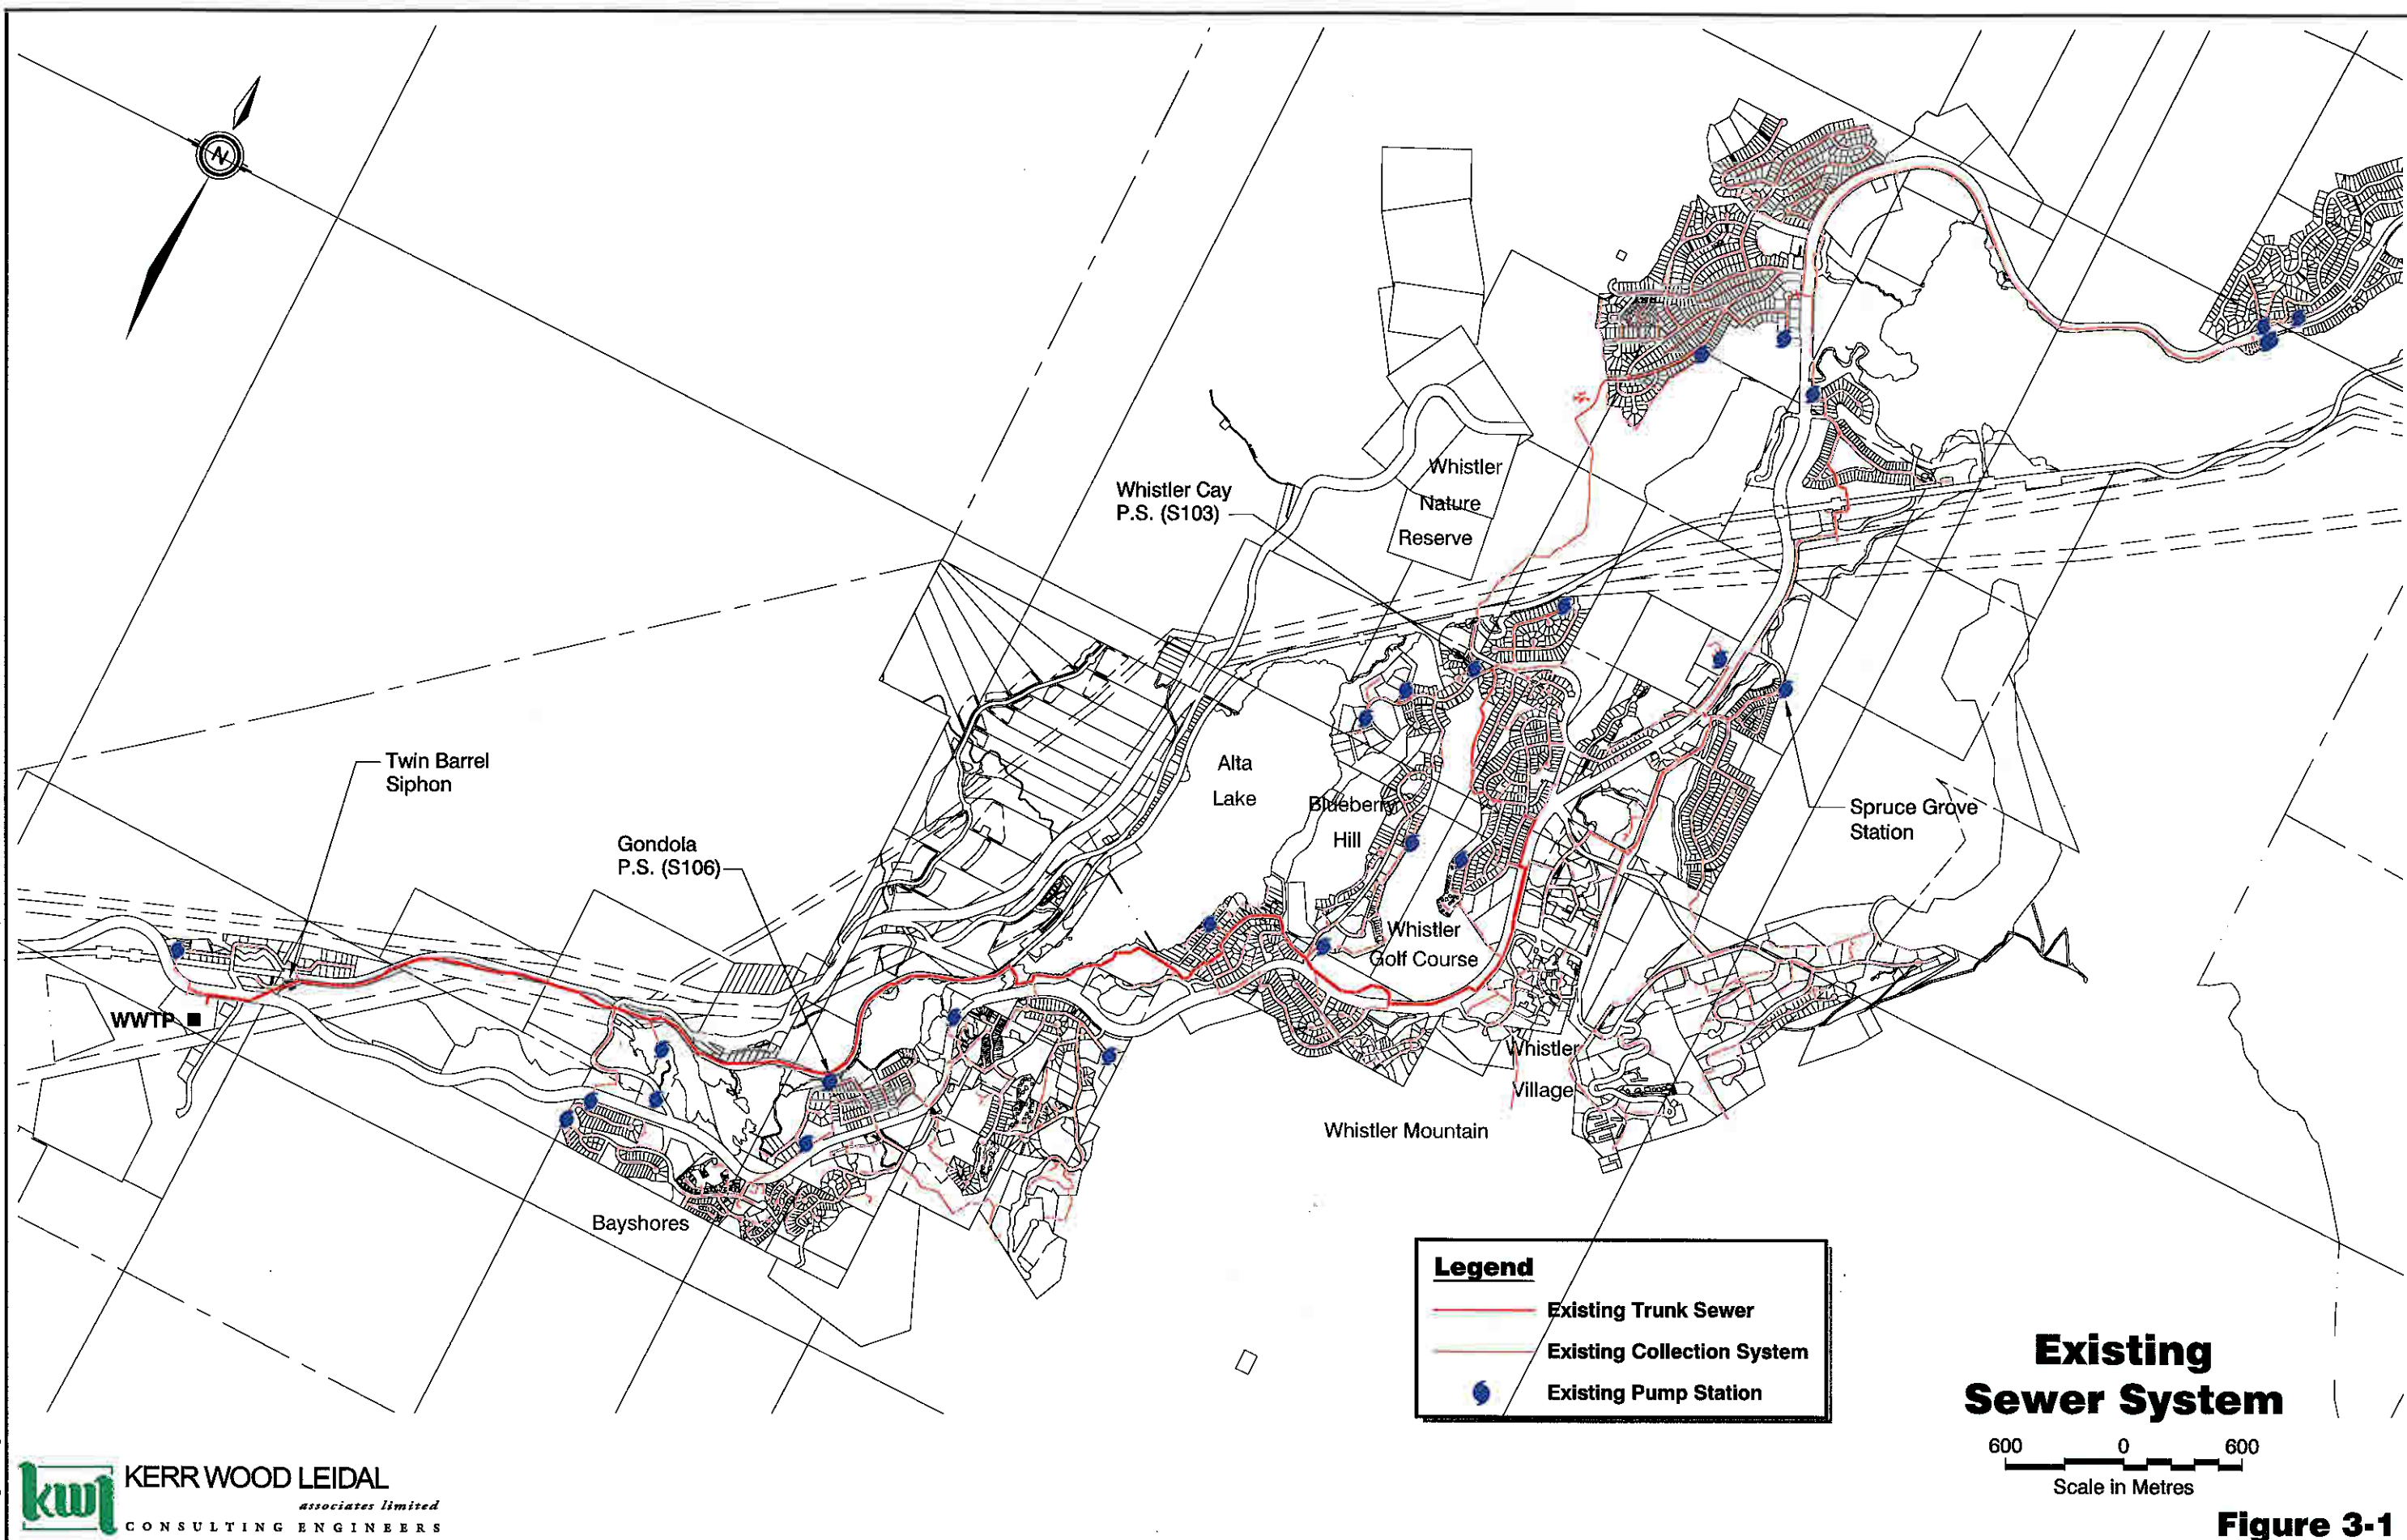 N
Whistler
Nature
Reserve
Whistler Cay
P.S. (S103)
Twin Barrel
Siphon
Alta
Lake
Blueberry
Hill
Spruce Grove
Station
Gondola
P.S. (S106)
Whistler
Golf Course
WWTP
Whistler
Village
Whistler Mountain
Bayshores
Legend
Existing Trunk Sewer
Existing Collection System
Existing Pump Station
Existing
Sewer System
600 0 600
Scale in Metres
Figure 3-1
kwl
KERR WOOD LEIDAL
associates limited
CONSULTING ENGINEERS